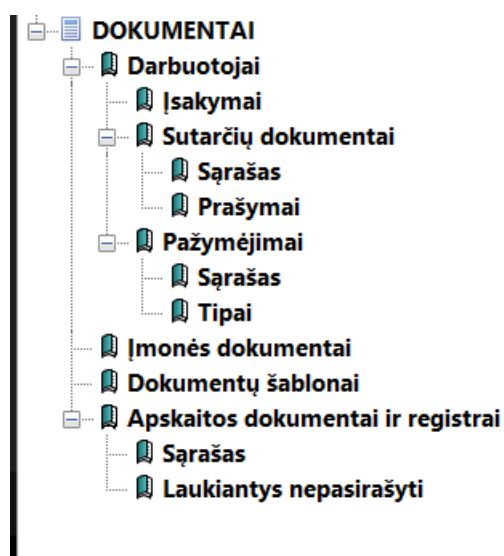 DOKUMENTAI
Darbuotojai
Įsakymai
Sutarčių dokumentai
Sąrašas
Prašymai
Pažymėjimai
Sąrašas
Tipai
Įmonės dokumentai
Dokumentų šablonai
Apskaitos dokumentai ir registrai
Sąrašas
Laukiantys nepasirašyti